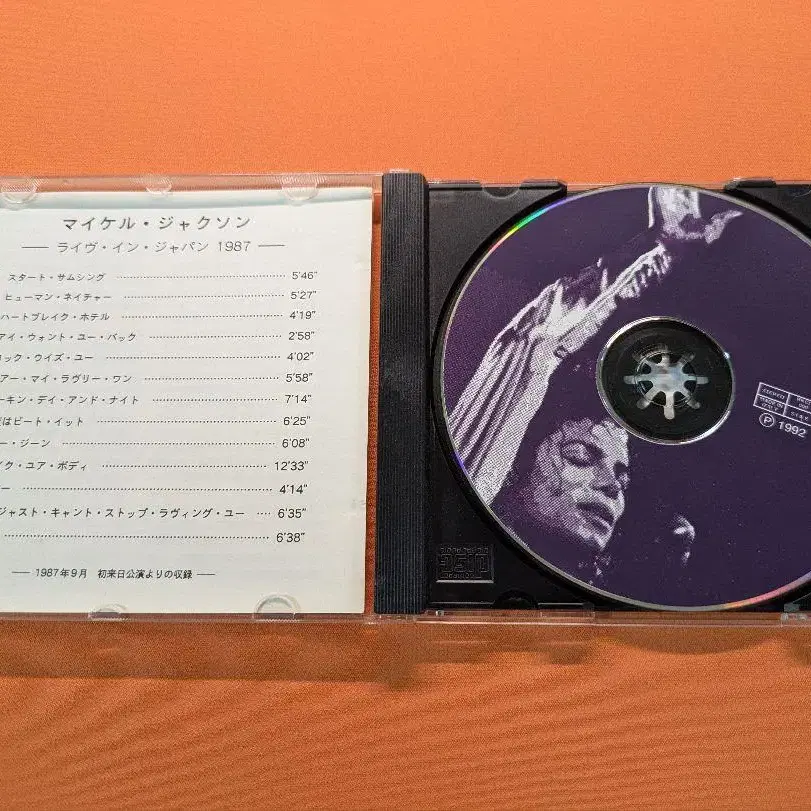 マイケル・ジャクソン
── ライヴ・イン・ジャパン 1987 ──
スタート・サムシング 5'46"
ヒューマン・ネイチャー 5'27"
ハートブレイク・ホテル 4'19"
アイ・ウォント・ユー・バック 2'58"
ック・ウイズ・ユー 4'02"
アー・マイ・ラヴリー・ワン 5'58"
ーキン・デイ・アンド・ナイト 7'14"
ばビート・イット 6'25"
ー・ジーン 6'08"
イク・ユア・ボディ 12'33"
ー 4'14"
ジャスト・キャント・ストップ・ラヴィング・ユー 6'35"
6'38"
── 1987年9月 初来日公演よりの収録 ──
STEREO
Ⓟ 1992